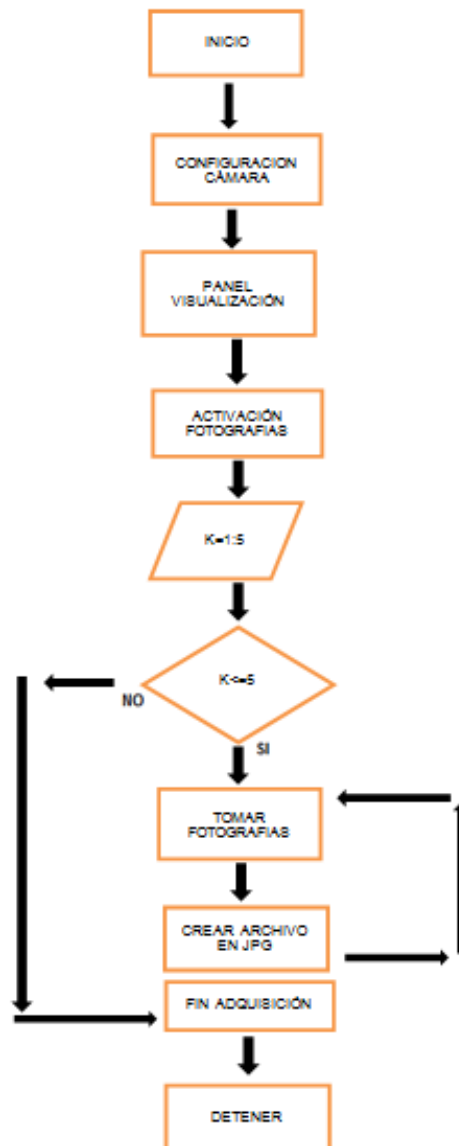 INICIO
CONFIGURACION
CÂMARA
PANEL
VISUALIZACIÓN
ACTIVACIÓN
FOTOGRAFIAS
K=1:5
K<=5
NO
SI
TOMAR
FOTOGRAFIAS
CREAR ARCHIVO
EN JPG
FIN ADQUISICIÓN
DETENER